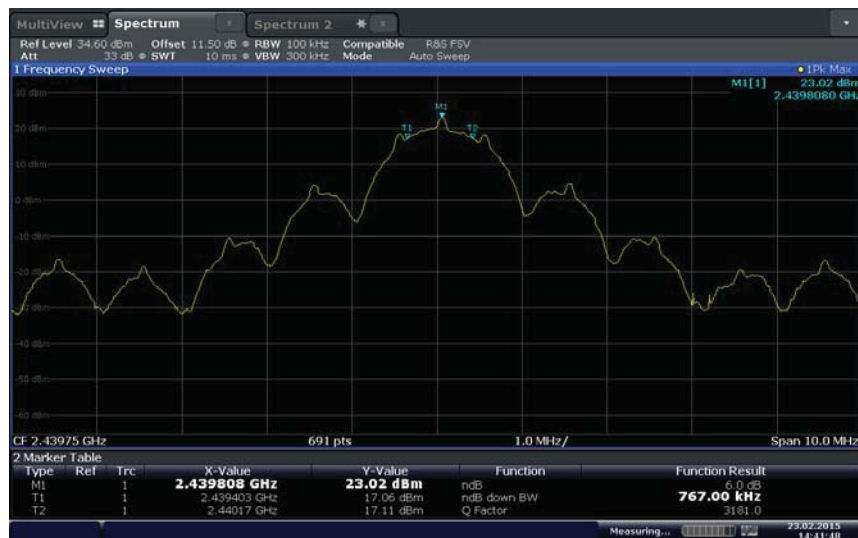 MultiView Spectrum Spectrum 2
Ref Level 34.60 dBm Offset 11.50 dB RBW 100 kHz Compatible R&S FSV
Att 33 dB SWT 10 ms VBW 300 kHz Mode Auto Sweep
1 Frequency Sweep 1Pk Max
M1[1] 23.02 dBm
2.4398080 GHz
30 dBm
M1
20 dBm T1 T2
10 dBm
0 dBm
-10 dBm
-20 dBm
-30 dBm
-50 dBm
-60 dBm
CF 2.43975 GHz 691 pts 1.0 MHz/ Span 10.0 MHz
2 Marker Table
Type Ref Trc X-Value Y-Value Function Function Result
M1 1 2.439808 GHz 23.02 dBm ndB 6.0 dB
T1 1 2.439403 GHz 17.06 dBm ndB down BW 767.00 kHz
T2 1 2.44017 GHz 17.11 dBm Q Factor 3181.0
Measuring... 23.02.2015
14:41:48